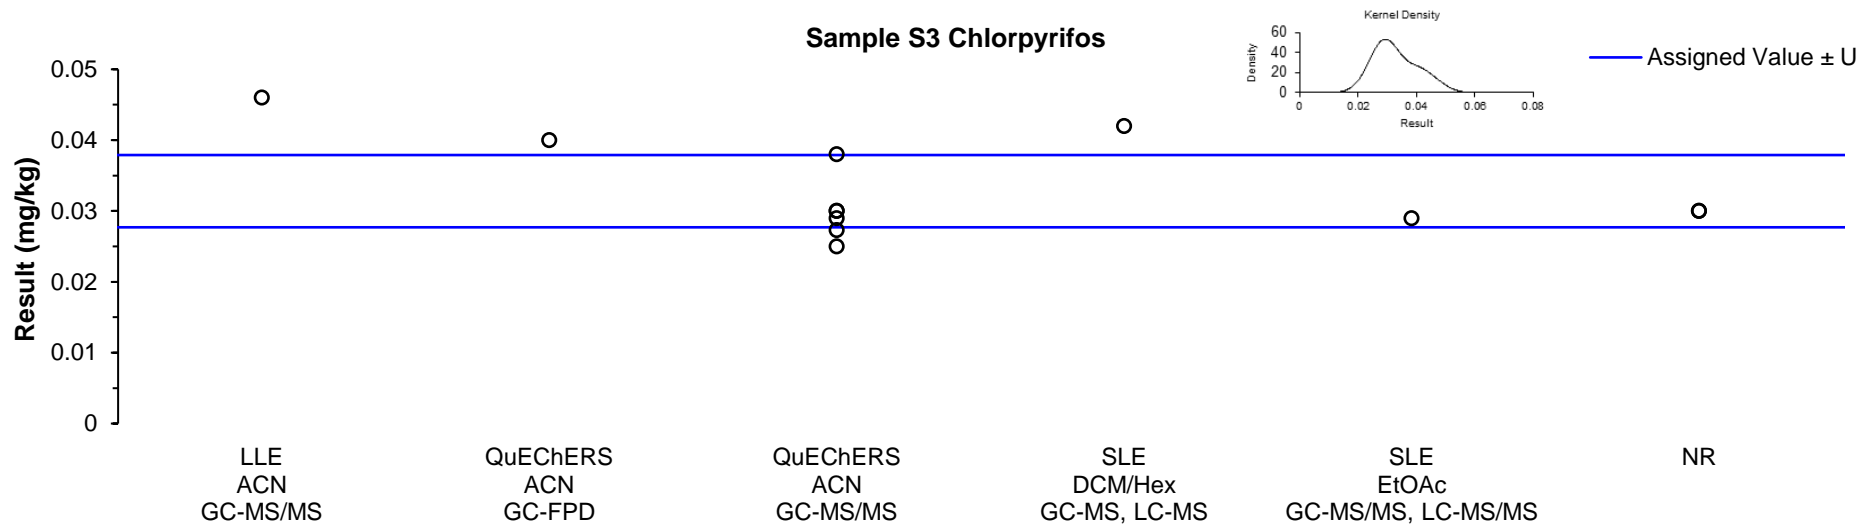 Sample S3 Chlorpyrifos
Kernel Density
Density
60
40
20
0
0 0.02 0.04 0.06 0.08
Result
Assigned Value ± U
Result (mg/kg)
0.05
0.04
0.03
0.02
0.01
0
LLE QuEChERS QuEChERS SLE SLE NR
ACN ACN ACN DCM/Hex EtOAc
GC-MS/MS GC-FPD GC-MS/MS GC-MS, LC-MS GC-MS/MS, LC-MS/MS